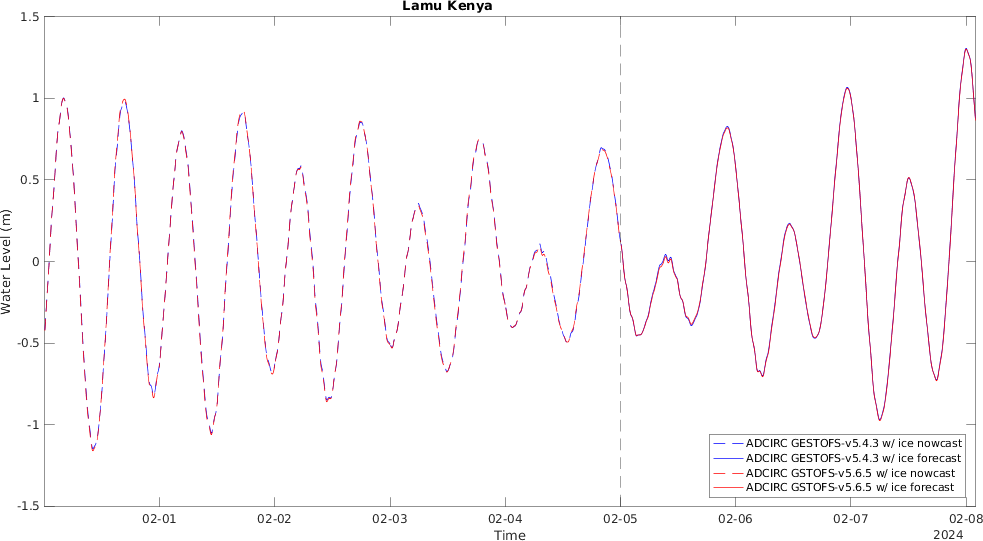 Lamu Kenya
1.5
1
0.5
0
-0.5
-1
-1.5
Water Level (m)
02-01 02-02 02-03 02-04 02-05 02-06 02-07 02-08
Time
2024
ADCIRC GESTOFS-v5.4.3 w/ ice nowcast
ADCIRC GESTOFS-v5.4.3 w/ ice forecast
ADCIRC GSTOFS-v5.6.5 w/ ice nowcast
ADCIRC GSTOFS-v5.6.5 w/ ice forecast